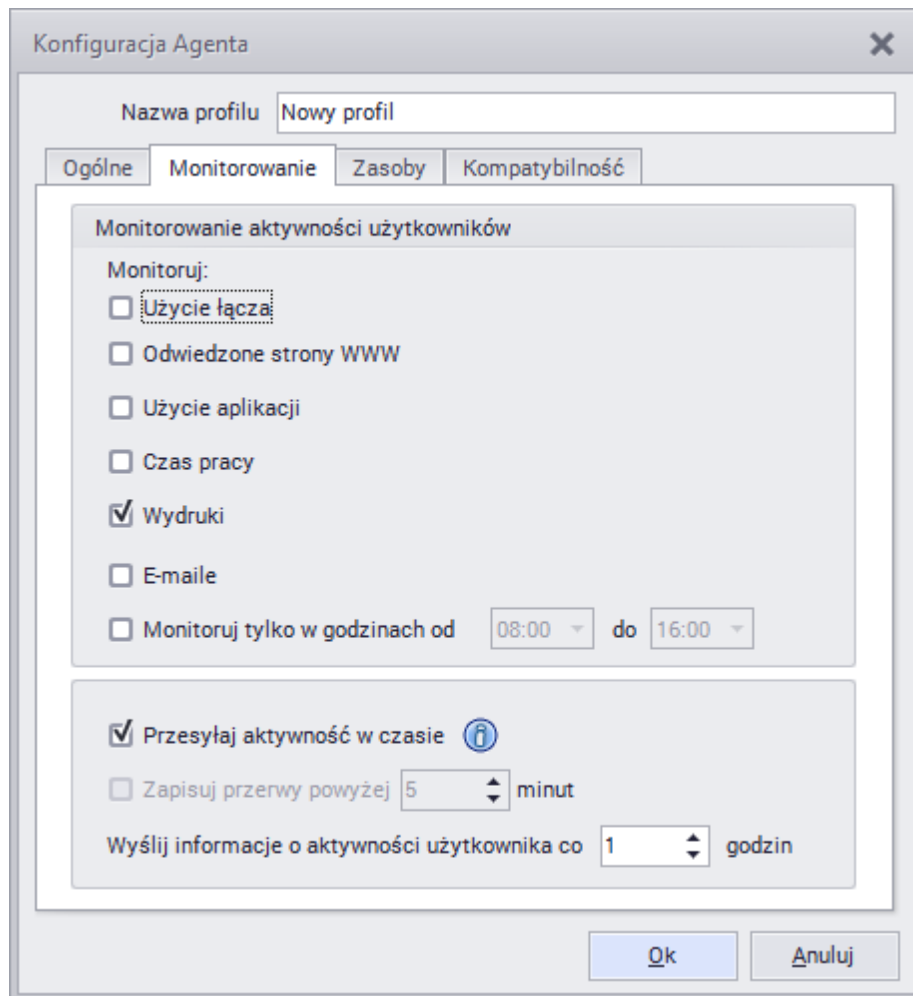 Konfiguracja Agenta
Nazwa profilu Nowy profil
Ogólne Monitorowanie Zasoby Kompatybilność
Monitorowanie aktywności użytkowników
Monitoruj:
Użycie łącza
Odwiedzone strony WWW
Użycie aplikacji
Czas pracy
Wydruki
E-maile
Monitoruj tylko w godzinach od 08:00 do 16:00
Przesyłaj aktywność w czasie
Zapisuj przerwy powyżej 5 minut
Wyślij informacje o aktywności użytkownika co 1 godzin
Ok Anuluj